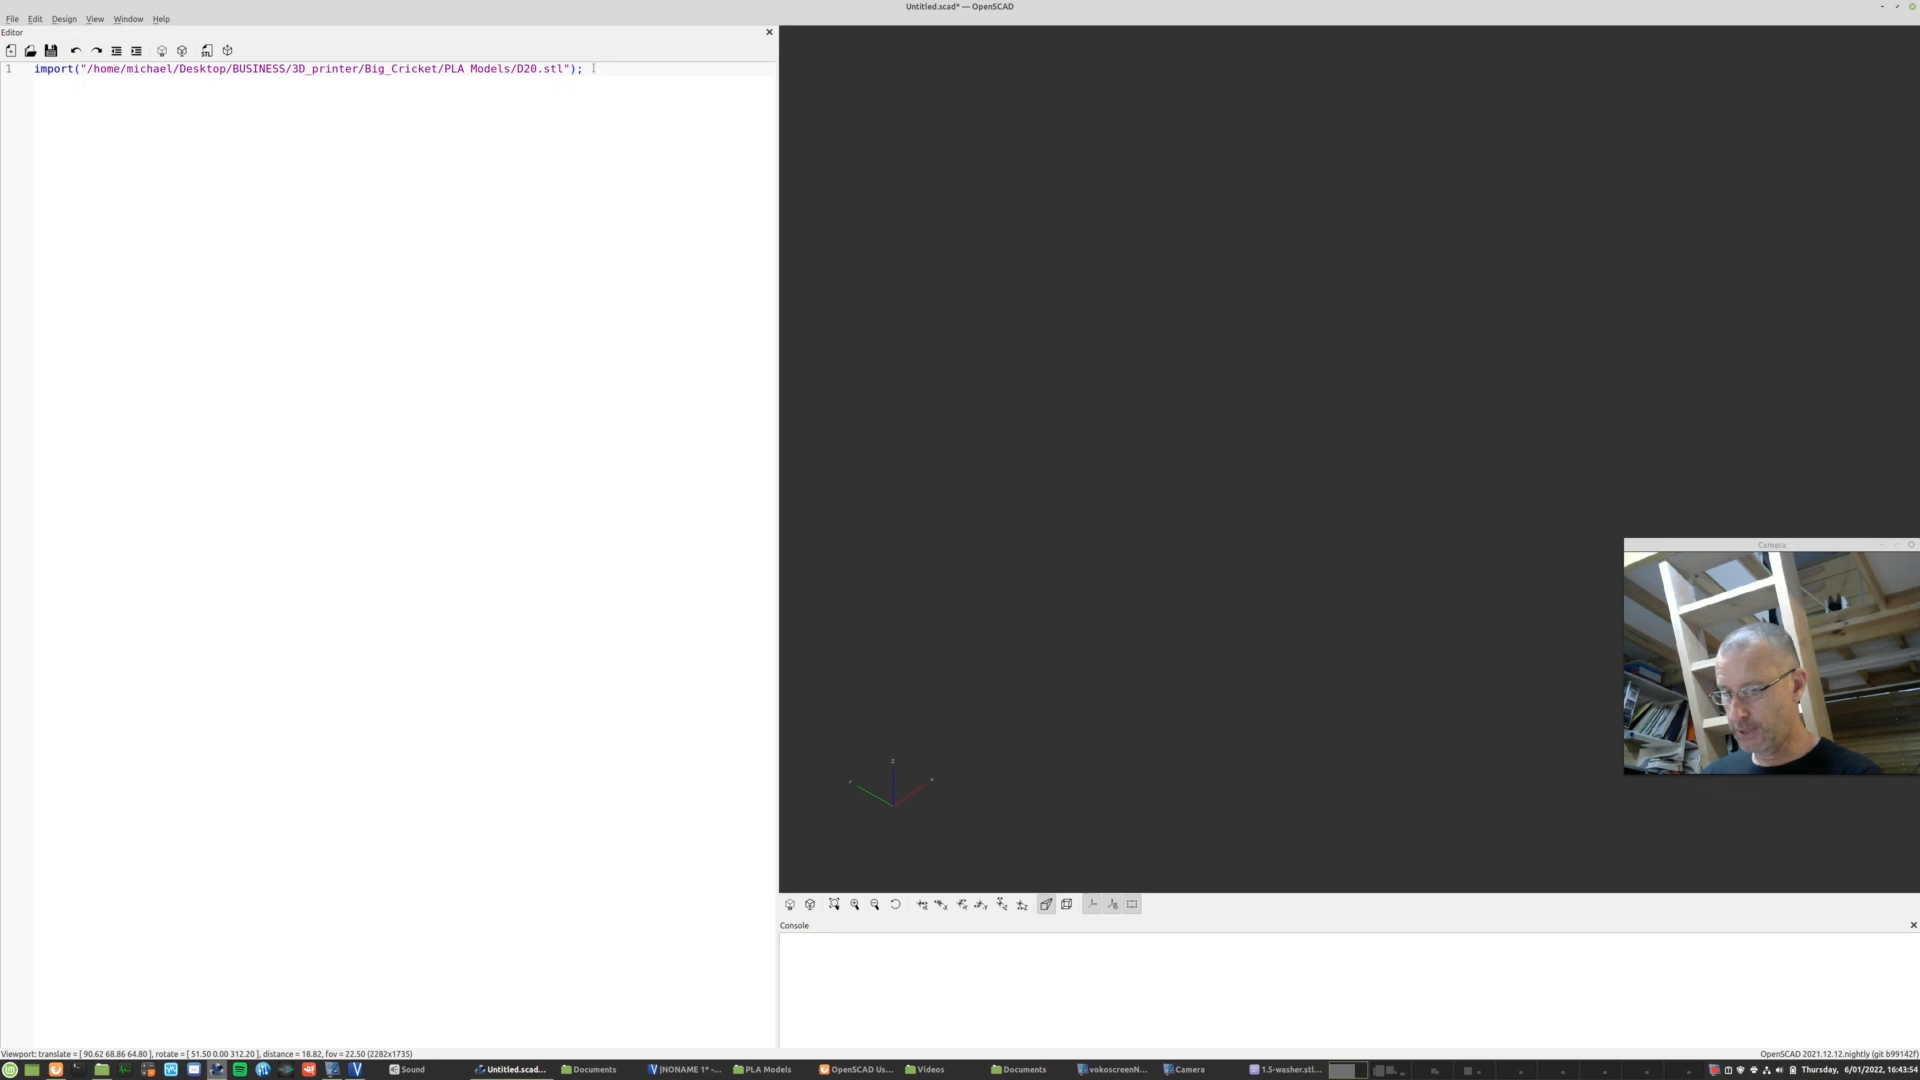 Untitled.scad* — OpenSCAD
File Edit Design View Window Help
Editor
1 import("/home/michael/Desktop/BUSINESS/3D_printer/Big_Cricket/PLA Models/D20.stl");
Camera
Z
Console
Viewport: translate = [ 90.62 68.86 64.80 ], rotate = [ 51.50 0.00 312.20 ], distance = 18.82, fov = 22.50 (2282x1735)
OpenSCAD 2021.12.12.nightly (git b99142f)
Sound
Untitled.scad...
Documents
|NONAME 1* -...
PLA Models
OpenSCAD Us...
Videos
Documents
vokoscreenN...
Camera
1.5-washer.stl...
Thursday, 6/01/2022, 16:43:54